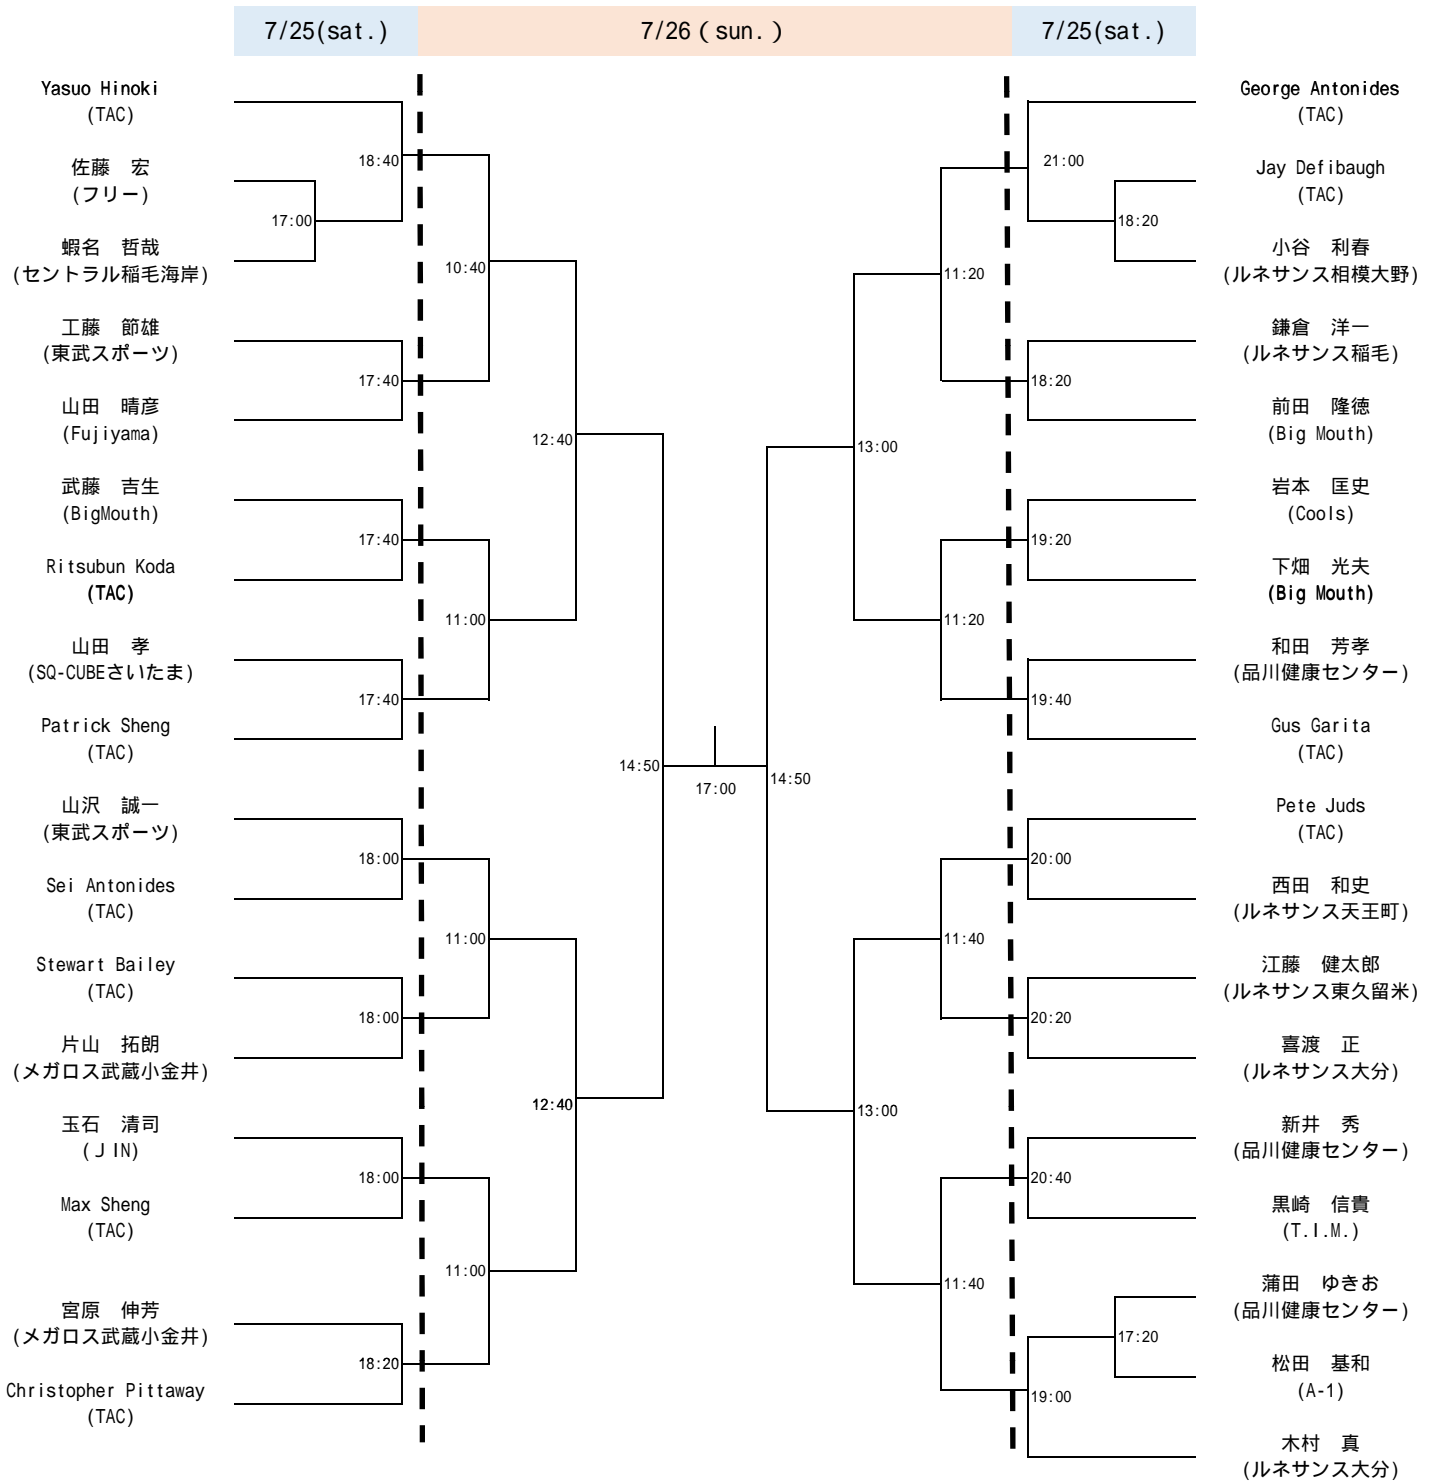 7/25(sat.)
7/26 ( sun. )
7/25(sat.)
Yasuo Hinoki
(TAC)
18:40
佐藤　宏
(フリー)
17:00
蝦名　哲哉
(セントラル稲毛海岸)
10:40
工藤　節雄
(東武スポーツ)
17:40
山田　晴彦
(Fujiyama)
12:40
武藤　吉生
(BigMouth)
17:40
Ritsubun Koda
(TAC)
11:00
山田　孝
(SQ-CUBEさいたま)
17:40
Patrick Sheng
(TAC)
14:50
17:00
14:50
山沢　誠一
(東武スポーツ)
18:00
Sei Antonides
(TAC)
11:00
Stewart Bailey
(TAC)
18:00
片山　拓朗
(メガロス武蔵小金井)
12:40
玉石　清司
(ＪIN)
18:00
Max Sheng
(TAC)
11:00
宮原　伸芳
(メガロス武蔵小金井)
18:20
Christopher Pittaway
(TAC)
George Antonides
(TAC)
21:00
Jay Defibaugh
(TAC)
18:20
小谷　利春
(ルネサンス相模大野)
11:20
鎌倉　洋一
(ルネサンス稲毛)
18:20
前田　隆徳
(Big Mouth)
13:00
岩本　匡史
(Cools)
19:20
下畑　光夫
(Big Mouth)
11:20
和田　芳孝
(品川健康センター)
19:40
Gus Garita
(TAC)
Pete Juds
(TAC)
20:00
西田　和史
(ルネサンス天王町)
11:40
江藤　健太郎
(ルネサンス東久留米)
20:20
喜渡　正
(ルネサンス大分)
13:00
新井　秀
(品川健康センター)
20:40
黒崎　信貴
(T.I.M.)
11:40
蒲田　ゆきお
(品川健康センター)
17:20
松田　基和
(A-1)
19:00
木村　真
(ルネサンス大分)